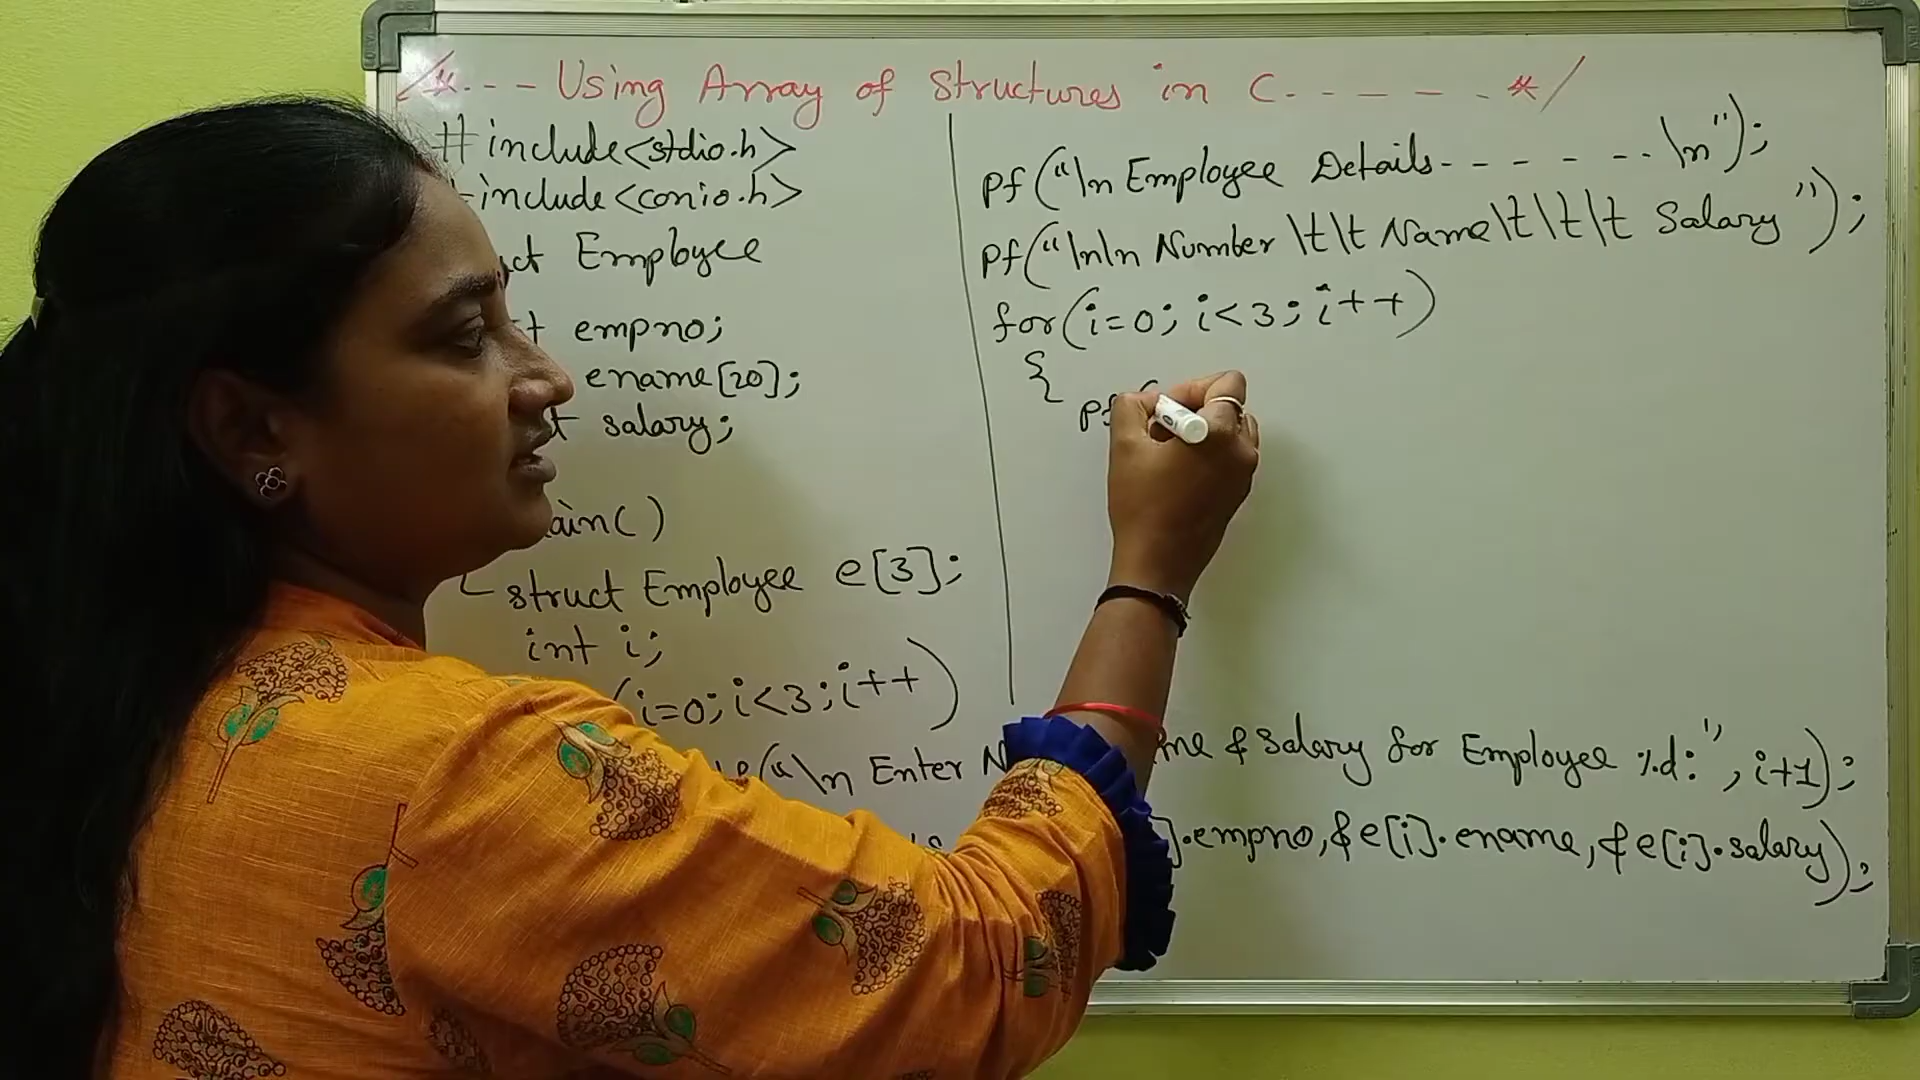 /*. - - Using Array of Structures in C. - - - - . */
#include<stdio.h>
#include<conio.h>
Employee
empno;
ename[20];
salary;
main( )
struct Employee e[3];
int i;
(i=0; i<3; i++)
("\n Enter me & Salary for Employee %d:", i+1);
].empno, &e[i].ename, &e[i].salary);
pf("\n Employee Details- - - - - -. \n");
pf("\n\n Number \t\t Name\t\t\t Salary");
for(i=0; i<3; i++)
{
pf(